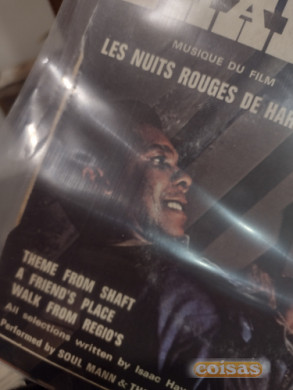 MUSIQUE DU FILM
LES NUITS ROUGES DE HAR
THEME FROM SHAFT
A FRIEND'S PLACE
WALK FROM REGIO'S
All selections written by Isaac Hay
Performed by SOUL MANN & TH
coisas